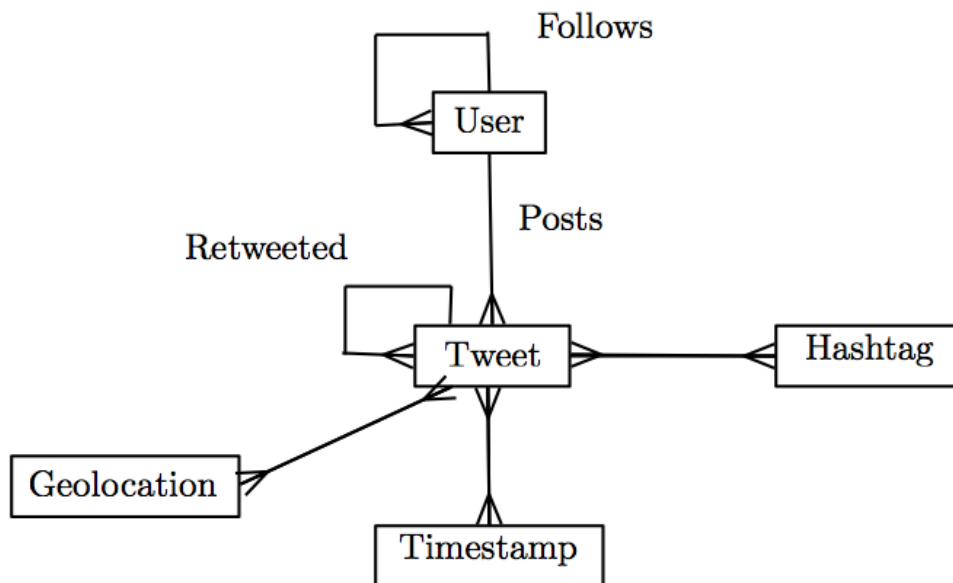 Follows
User
Posts
Retweeted
Tweet
Hashtag
Geolocation
Timestamp